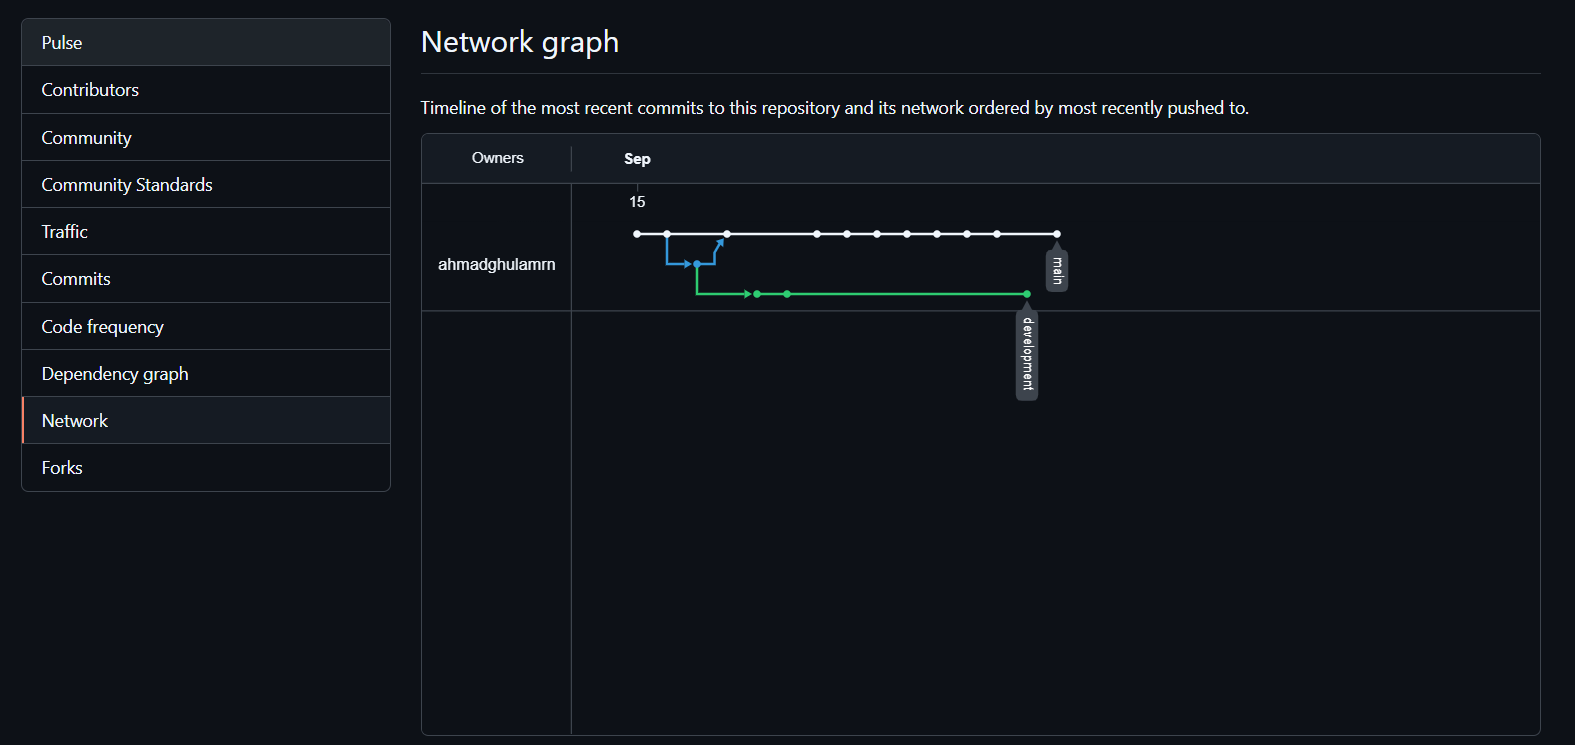 Pulse
Contributors
Community
Community Standards
Traffic
Commits
Code frequency
Dependency graph
Network
Forks
Network graph
Timeline of the most recent commits to this repository and its network ordered by most recently pushed to.
Owners
Sep
15
ahmadghulamrn
main
development